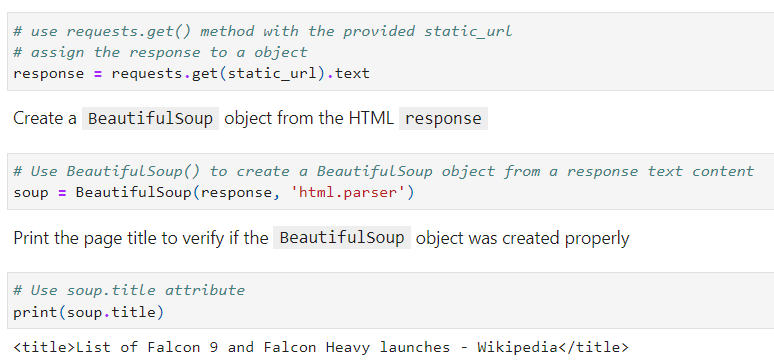 # use requests.get() method with the provided static_url
# assign the response to a object
response = requests.get(static_url).text
Create a BeautifulSoup object from the HTML response
# Use BeautifulSoup() to create a BeautifulSoup object from a response text content
soup = BeautifulSoup(response, 'html.parser')
Print the page title to verify if the BeautifulSoup object was created properly
# Use soup.title attribute
print(soup.title)
<title>List of Falcon 9 and Falcon Heavy launches - Wikipedia</title>